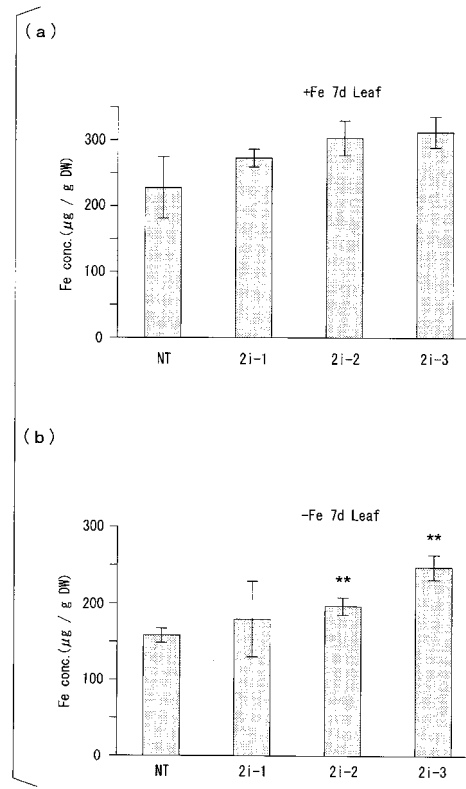 (a)
+Fe 7d Leaf
Fe conc.(μg / g DW)
300
200
100
0
NT 2i-1 2i-2 2i-3
(b)
-Fe 7d Leaf
Fe conc.(μg / g DW)
300
200
100
0
** **
NT 2i-1 2i-2 2i-3